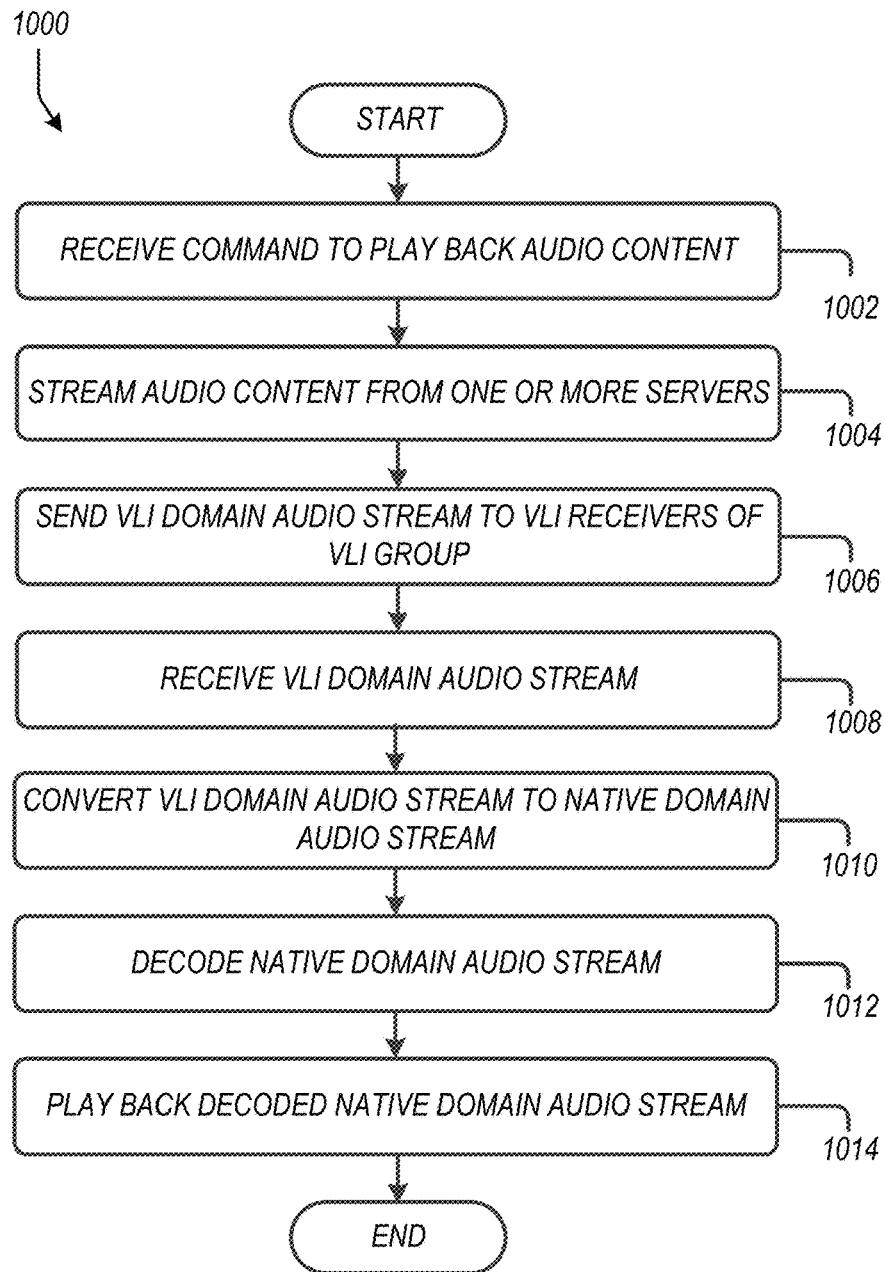 1000
START
RECEIVE COMMAND TO PLAY BACK AUDIO CONTENT
1002
STREAM AUDIO CONTENT FROM ONE OR MORE SERVERS
1004
SEND VLI DOMAIN AUDIO STREAM TO VLI RECEIVERS OF
VLI GROUP
1006
RECEIVE VLI DOMAIN AUDIO STREAM
1008
CONVERT VLI DOMAIN AUDIO STREAM TO NATIVE DOMAIN
AUDIO STREAM
1010
DECODE NATIVE DOMAIN AUDIO STREAM
1012
PLAY BACK DECODED NATIVE DOMAIN AUDIO STREAM
1014
END